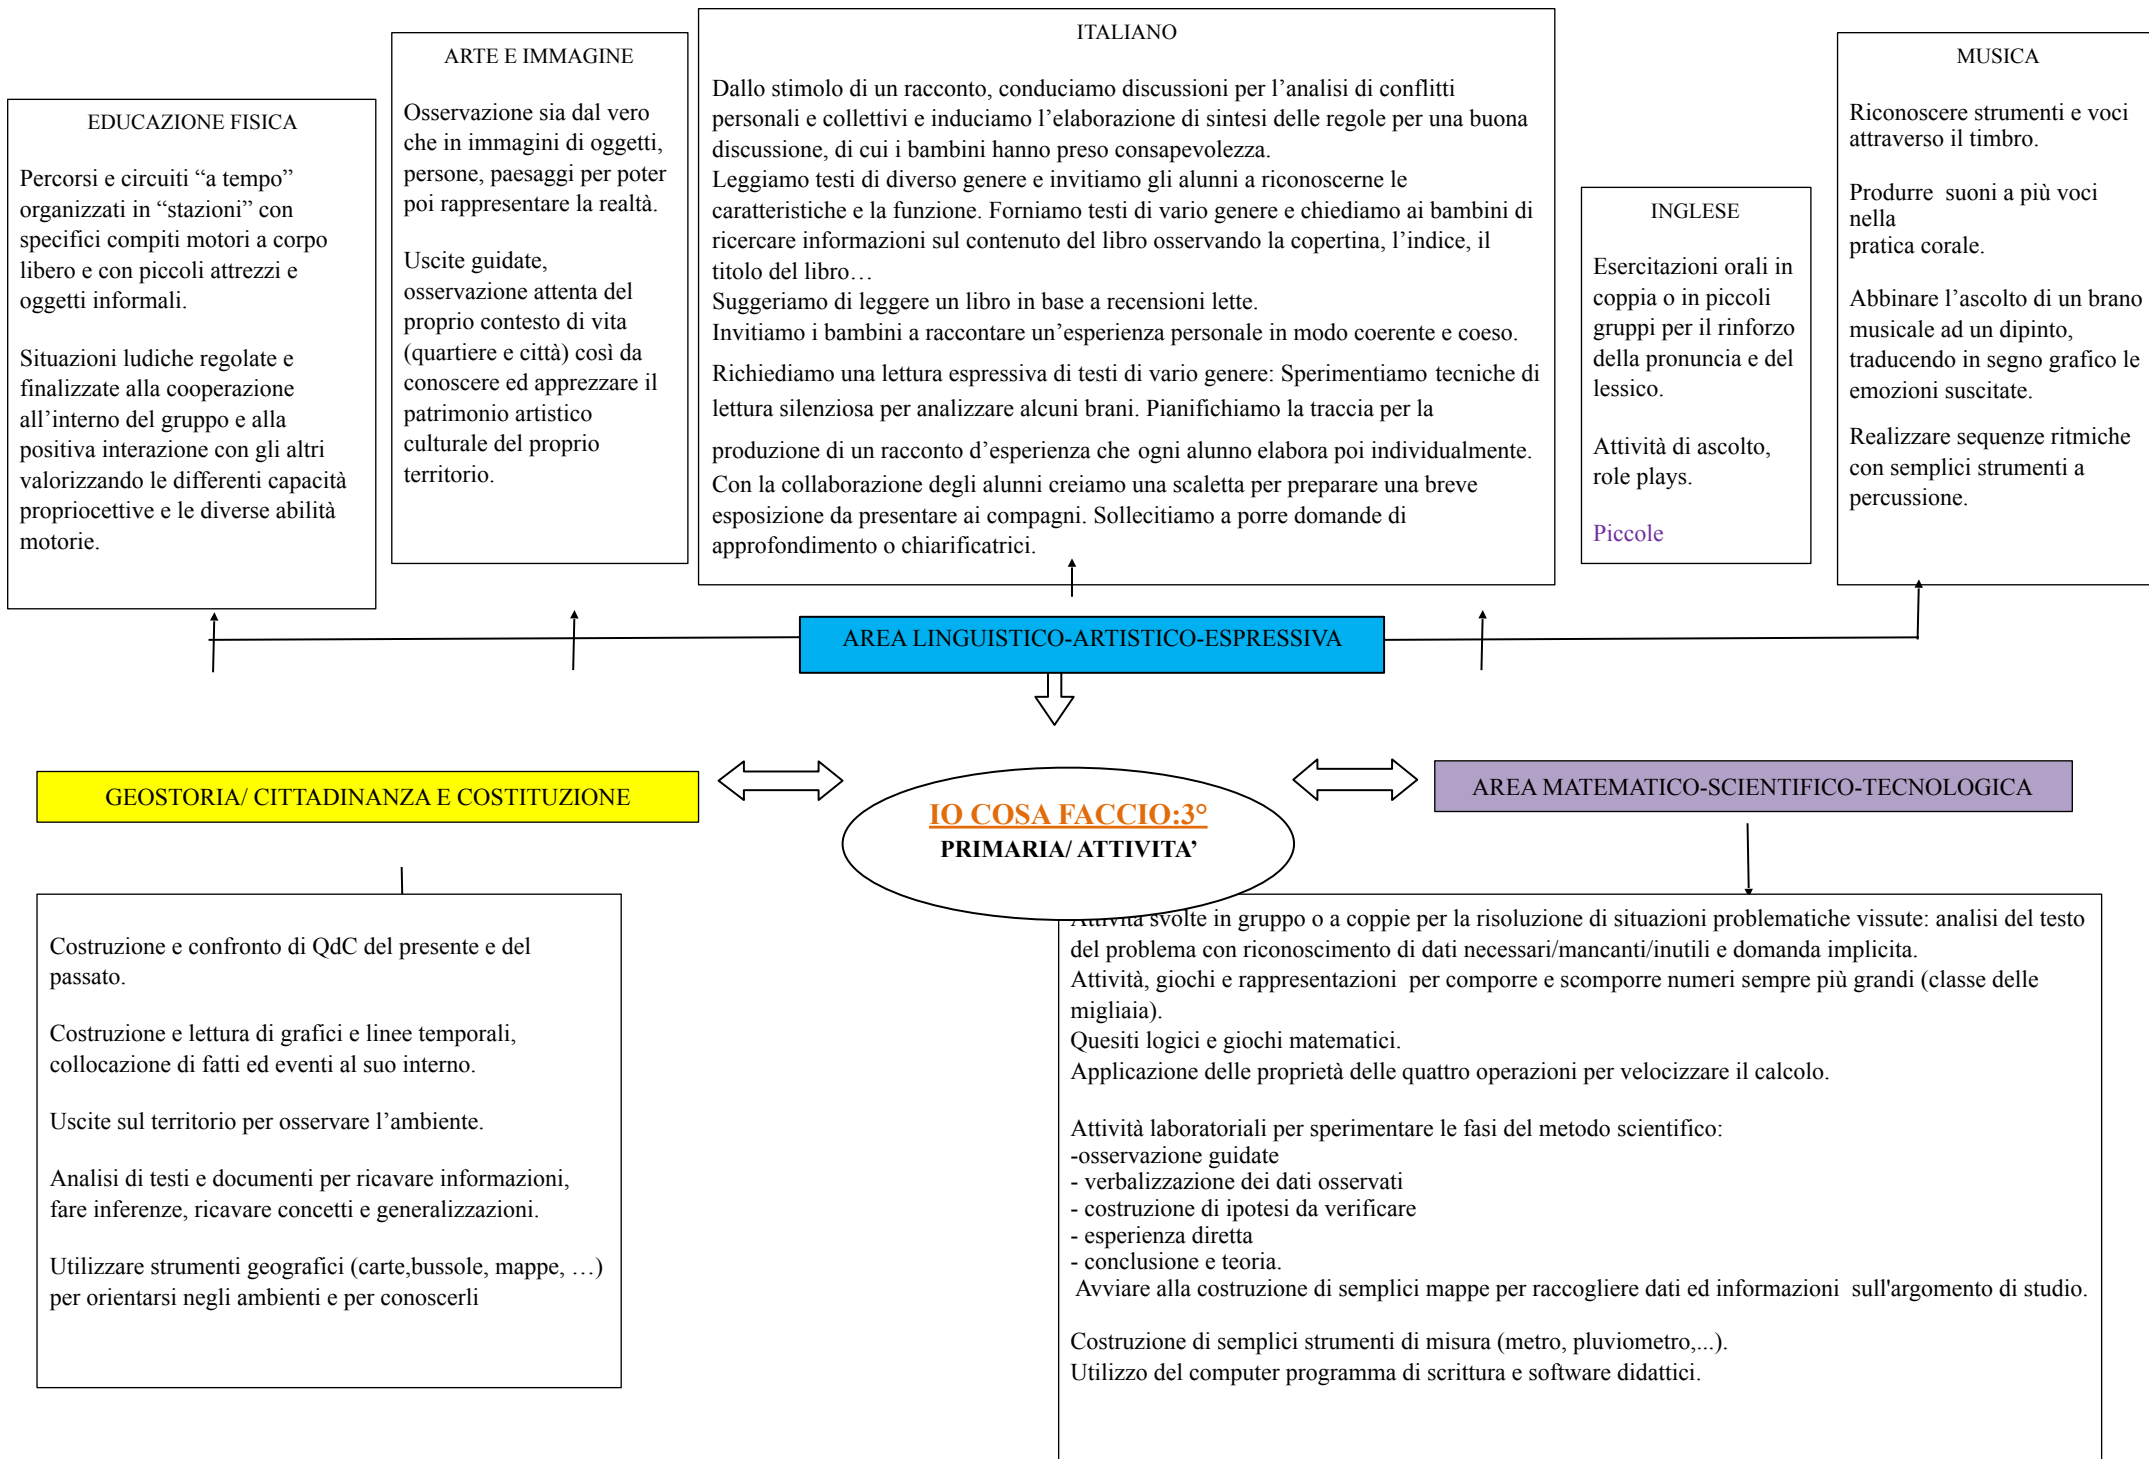 EDUCAZIONE FISICA
Percorsi e circuiti “a tempo”
organizzati in “stazioni” con
specifici compiti motori a corpo
libero e con piccoli attrezzi e
oggetti informali.
Situazioni ludiche regolate e
finalizzate alla cooperazione
all’interno del gruppo e alla
positiva interazione con gli altri
valorizzando le differenti capacità
propriocettive e le diverse abilità
motorie.
ARTE E IMMAGINE
Osservazione sia dal vero
che in immagini di oggetti,
persone, paesaggi per poter
poi rappresentare la realtà.
Uscite guidate,
osservazione attenta del
proprio contesto di vita
(quartiere e città) così da
conoscere ed apprezzare il
patrimonio artistico
culturale del proprio
territorio.
ITALIANO
Dallo stimolo di un racconto, conduciamo discussioni per l’analisi di conflitti
personali e collettivi e induciamo l’elaborazione di sintesi delle regole per una buona
discussione, di cui i bambini hanno preso consapevolezza.
Leggiamo testi di diverso genere e invitiamo gli alunni a riconoscerne le
caratteristiche e la funzione. Forniamo testi di vario genere e chiediamo ai bambini di
ricercare informazioni sul contenuto del libro osservando la copertina, l’indice, il
titolo del libro…
Suggeriamo di leggere un libro in base a recensioni lette.
Invitiamo i bambini a raccontare un’esperienza personale in modo coerente e coeso.
Richiediamo una lettura espressiva di testi di vario genere: Sperimentiamo tecniche di
lettura silenziosa per analizzare alcuni brani. Pianifichiamo la traccia per la
produzione di un racconto d’esperienza che ogni alunno elabora poi individualmente.
Con la collaborazione degli alunni creiamo una scaletta per preparare una breve
esposizione da presentare ai compagni. Sollecitiamo a porre domande di
approfondimento o chiarificatrici.
INGLESE
Esercitazioni orali in
coppia o in piccoli
gruppi per il rinforzo
della pronuncia e del
lessico.
Attività di ascolto,
role plays.
Piccole
MUSICA
Riconoscere strumenti e voci
attraverso il timbro.
Produrre suoni a più voci
nella
pratica corale.
Abbinare l’ascolto di un brano
musicale ad un dipinto,
traducendo in segno grafico le
emozioni suscitate.
Realizzare sequenze ritmiche
con semplici strumenti a
percussione.
AREA LINGUISTICO-ARTISTICO-ESPRESSIVA
GEOSTORIA/ CITTADINANZA E COSTITUZIONE
IO COSA FACCIO:3°
PRIMARIA/ ATTIVITA’
AREA MATEMATICO-SCIENTIFICO-TECNOLOGICA
Costruzione e confronto di QdC del presente e del
passato.
Costruzione e lettura di grafici e linee temporali,
collocazione di fatti ed eventi al suo interno.
Uscite sul territorio per osservare l’ambiente.
Analisi di testi e documenti per ricavare informazioni,
fare inferenze, ricavare concetti e generalizzazioni.
Utilizzare strumenti geografici (carte,bussole, mappe, …)
per orientarsi negli ambienti e per conoscerli
Attività svolte in gruppo o a coppie per la risoluzione di situazioni problematiche vissute: analisi del testo
del problema con riconoscimento di dati necessari/mancanti/inutili e domanda implicita.
Attività, giochi e rappresentazioni per comporre e scomporre numeri sempre più grandi (classe delle
migliaia).
Quesiti logici e giochi matematici.
Applicazione delle proprietà delle quattro operazioni per velocizzare il calcolo.
Attività laboratoriali per sperimentare le fasi del metodo scientifico:
-osservazione guidate
- verbalizzazione dei dati osservati
- costruzione di ipotesi da verificare
- esperienza diretta
- conclusione e teoria.
Avviare alla costruzione di semplici mappe per raccogliere dati ed informazioni sull'argomento di studio.
Costruzione di semplici strumenti di misura (metro, pluviometro,...).
Utilizzo del computer programma di scrittura e software didattici.